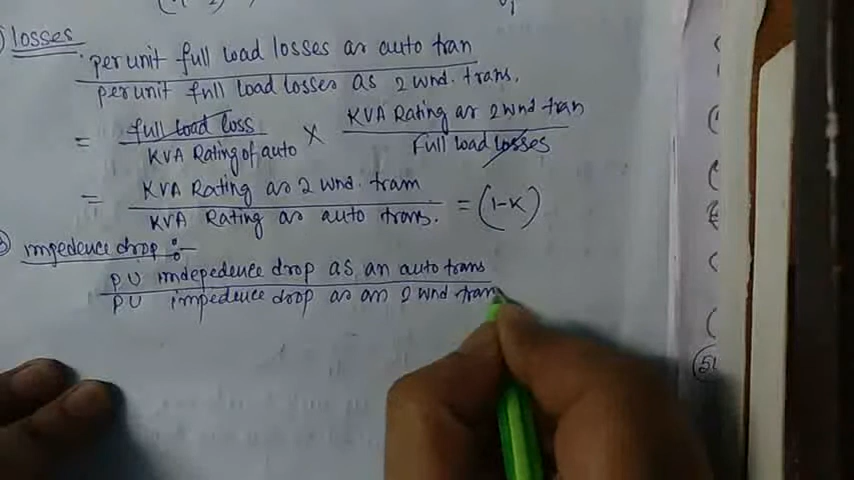 losses
per unit full load losses as auto tran
per unit full load losses as 2 wnd. trans.
= full load loss / KVA Rating of auto × KVA Rating as 2 wnd tran / Full load losses
= KVA Rating as 2 wnd. tram / KVA Rating as auto trans. = (1-K)
impedence drop :-
PU indepedence drop as an auto trans
PU impedence drop as an 2 wnd tran